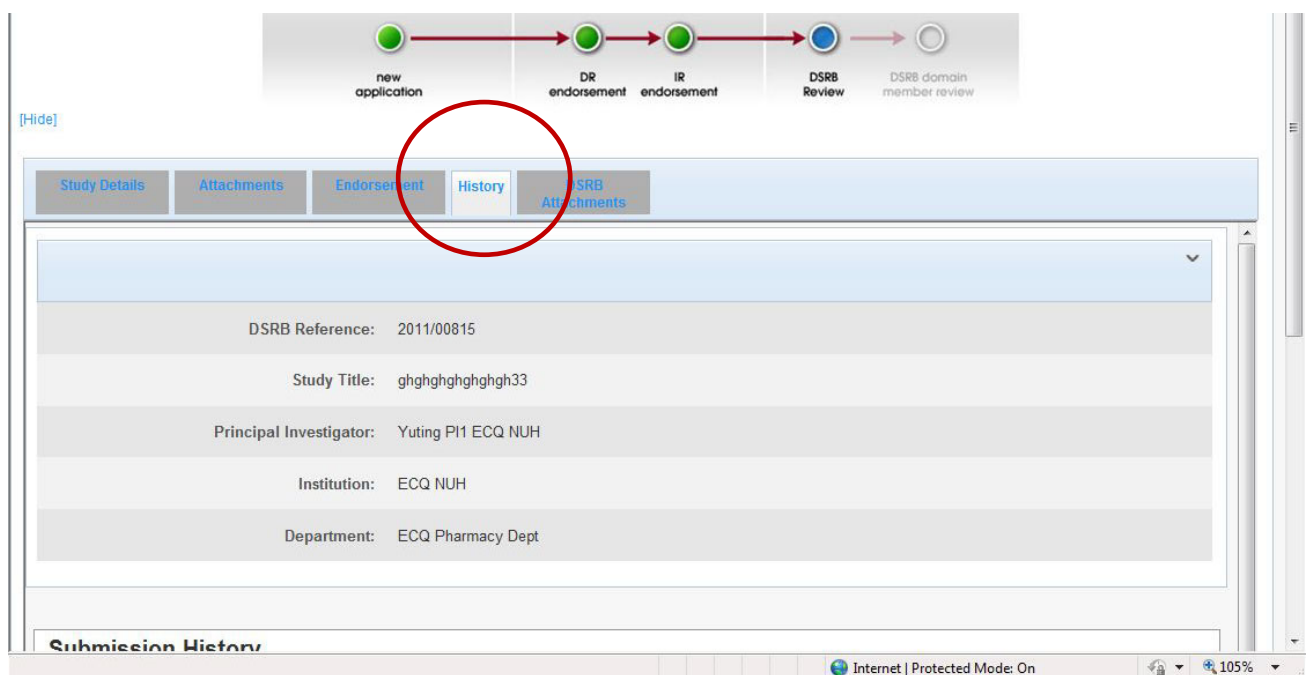 new application
DR endorsement
IR endorsement
DSRB Review
DSRB domain member review
[Hide]
Study Details
Attachments
Endorsement
History
DSRB Attachments
DSRB Reference: 2011/00815
Study Title: ghghghghghghgh33
Principal Investigator: Yuting PI1 ECQ NUH
Institution: ECQ NUH
Department: ECQ Pharmacy Dept
Submission History
Internet | Protected Mode: On
105%